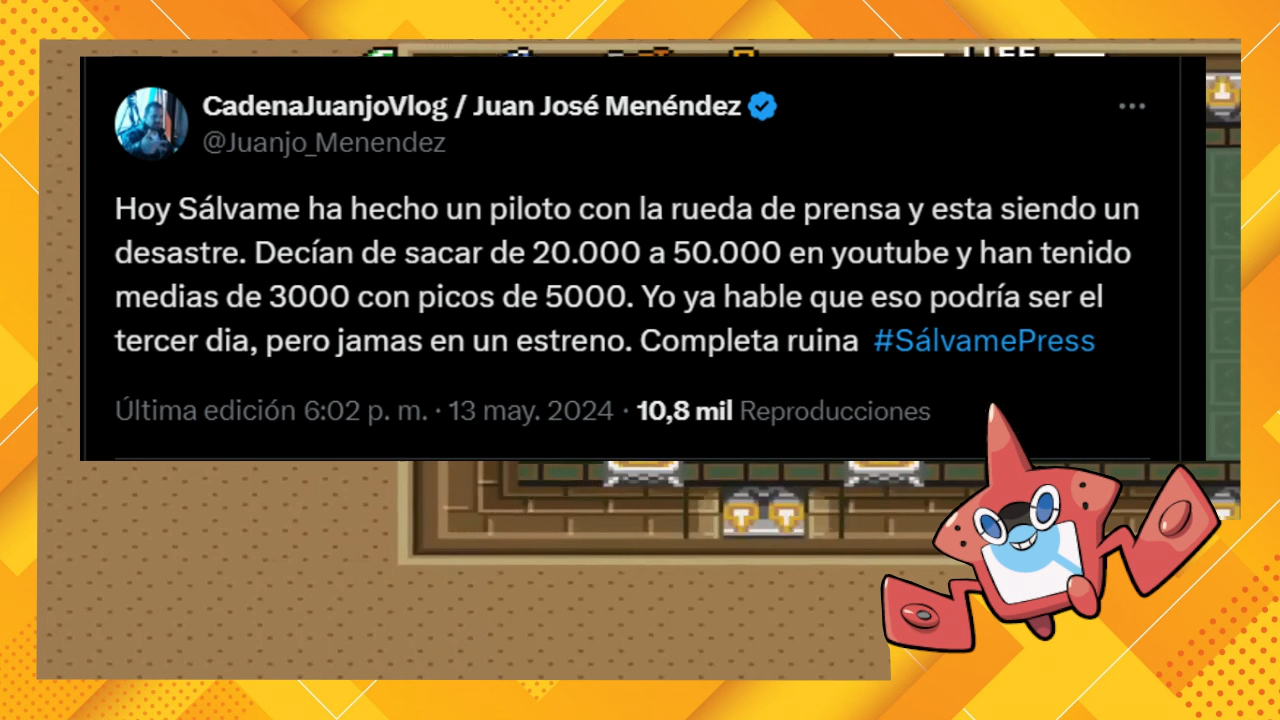 LIFE
CadenaJuanjoVlog / Juan José Menéndez
@Juanjo_Menendez
Hoy Sálvame ha hecho un piloto con la rueda de prensa y esta siendo un
desastre. Decían de sacar de 20.000 a 50.000 en youtube y han tenido
medias de 3000 con picos de 5000. Yo ya hable que eso podría ser el
tercer dia, pero jamas en un estreno. Completa ruina #SálvamePress
Última edición 6:02 p. m. · 13 may. 2024 · 10,8 mil Reproducciones